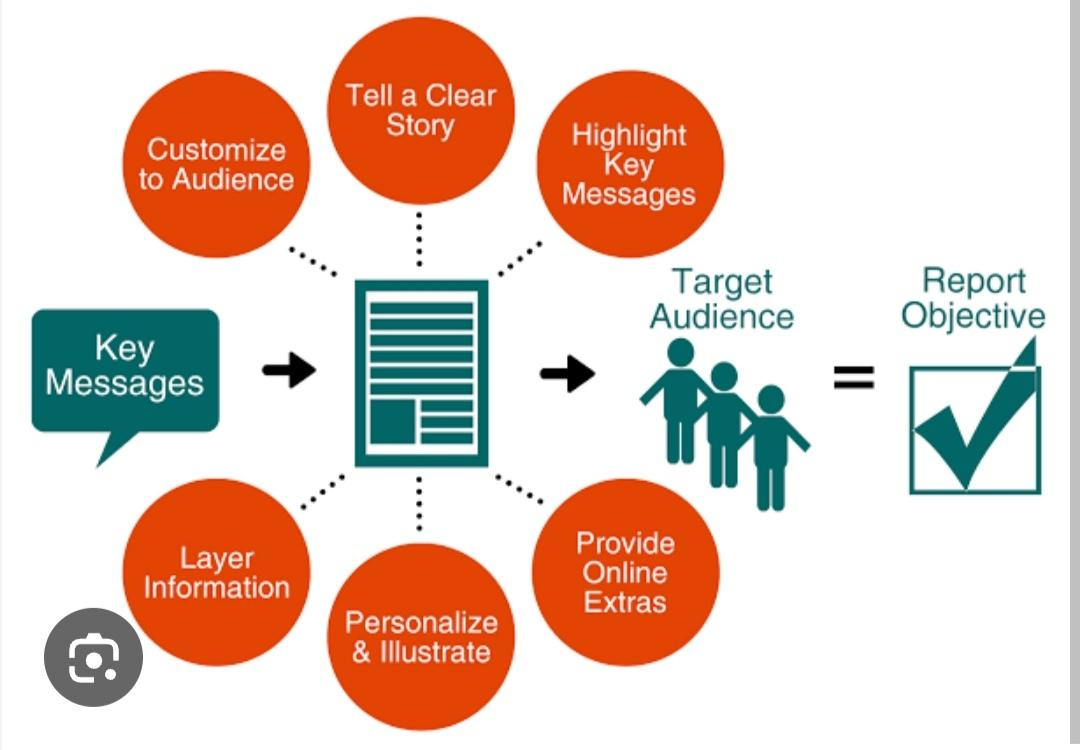 Tell a Clear
Story
Customize
to Audience
Highlight
Key
Messages
Key
Messages
Target
Audience
Report
Objective
Layer
Information
Personalize
& Illustrate
Provide
Online
Extras
=